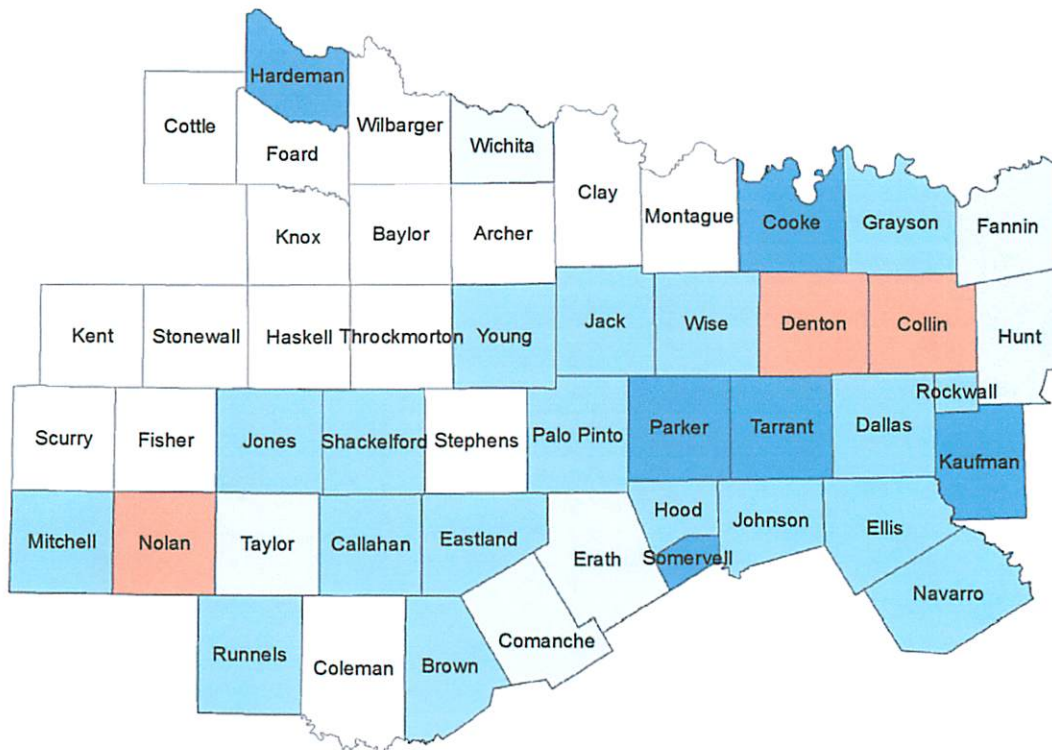 Hardeman
Cottle
Wilbarger
Foard
Wichita
Clay
Montague
Cooke
Grayson
Fannin
Knox
Baylor
Archer
Kent
Stonewall
Haskell
Throckmorton
Young
Jack
Wise
Denton
Collin
Hunt
Rockwall
Scurry
Fisher
Jones
Shackelford
Stephens
Palo Pinto
Parker
Tarrant
Dallas
Kaufman
Mitchell
Nolan
Taylor
Callahan
Eastland
Erath
Hood
Somervell
Johnson
Ellis
Navarro
Runnels
Coleman
Brown
Comanche